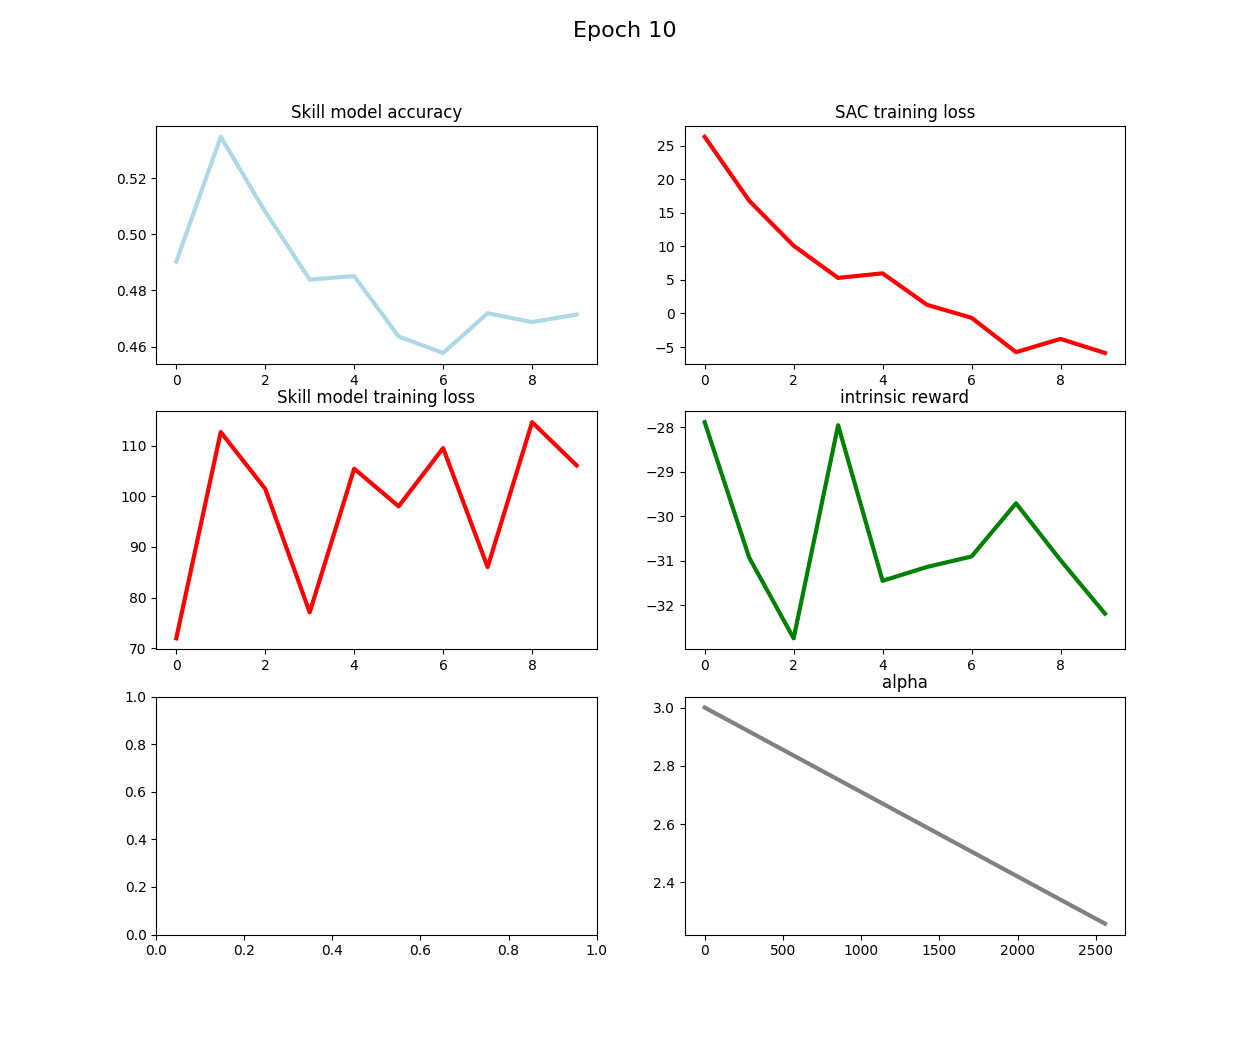 Epoch 10
Skill model accuracy
0.52
0.50
0.48
0.46
0 2 4 6 8
SAC training loss
25
20
15
10
5
0
−5
0 2 4 6 8
Skill model training loss
110
100
90
80
70
0 2 4 6 8
intrinsic reward
−28
−29
−30
−31
−32
0 2 4 6 8
1.0
0.8
0.6
0.4
0.2
0.0
0.0 0.2 0.4 0.6 0.8 1.0
alpha
3.0
2.8
2.6
2.4
0 500 1000 1500 2000 2500